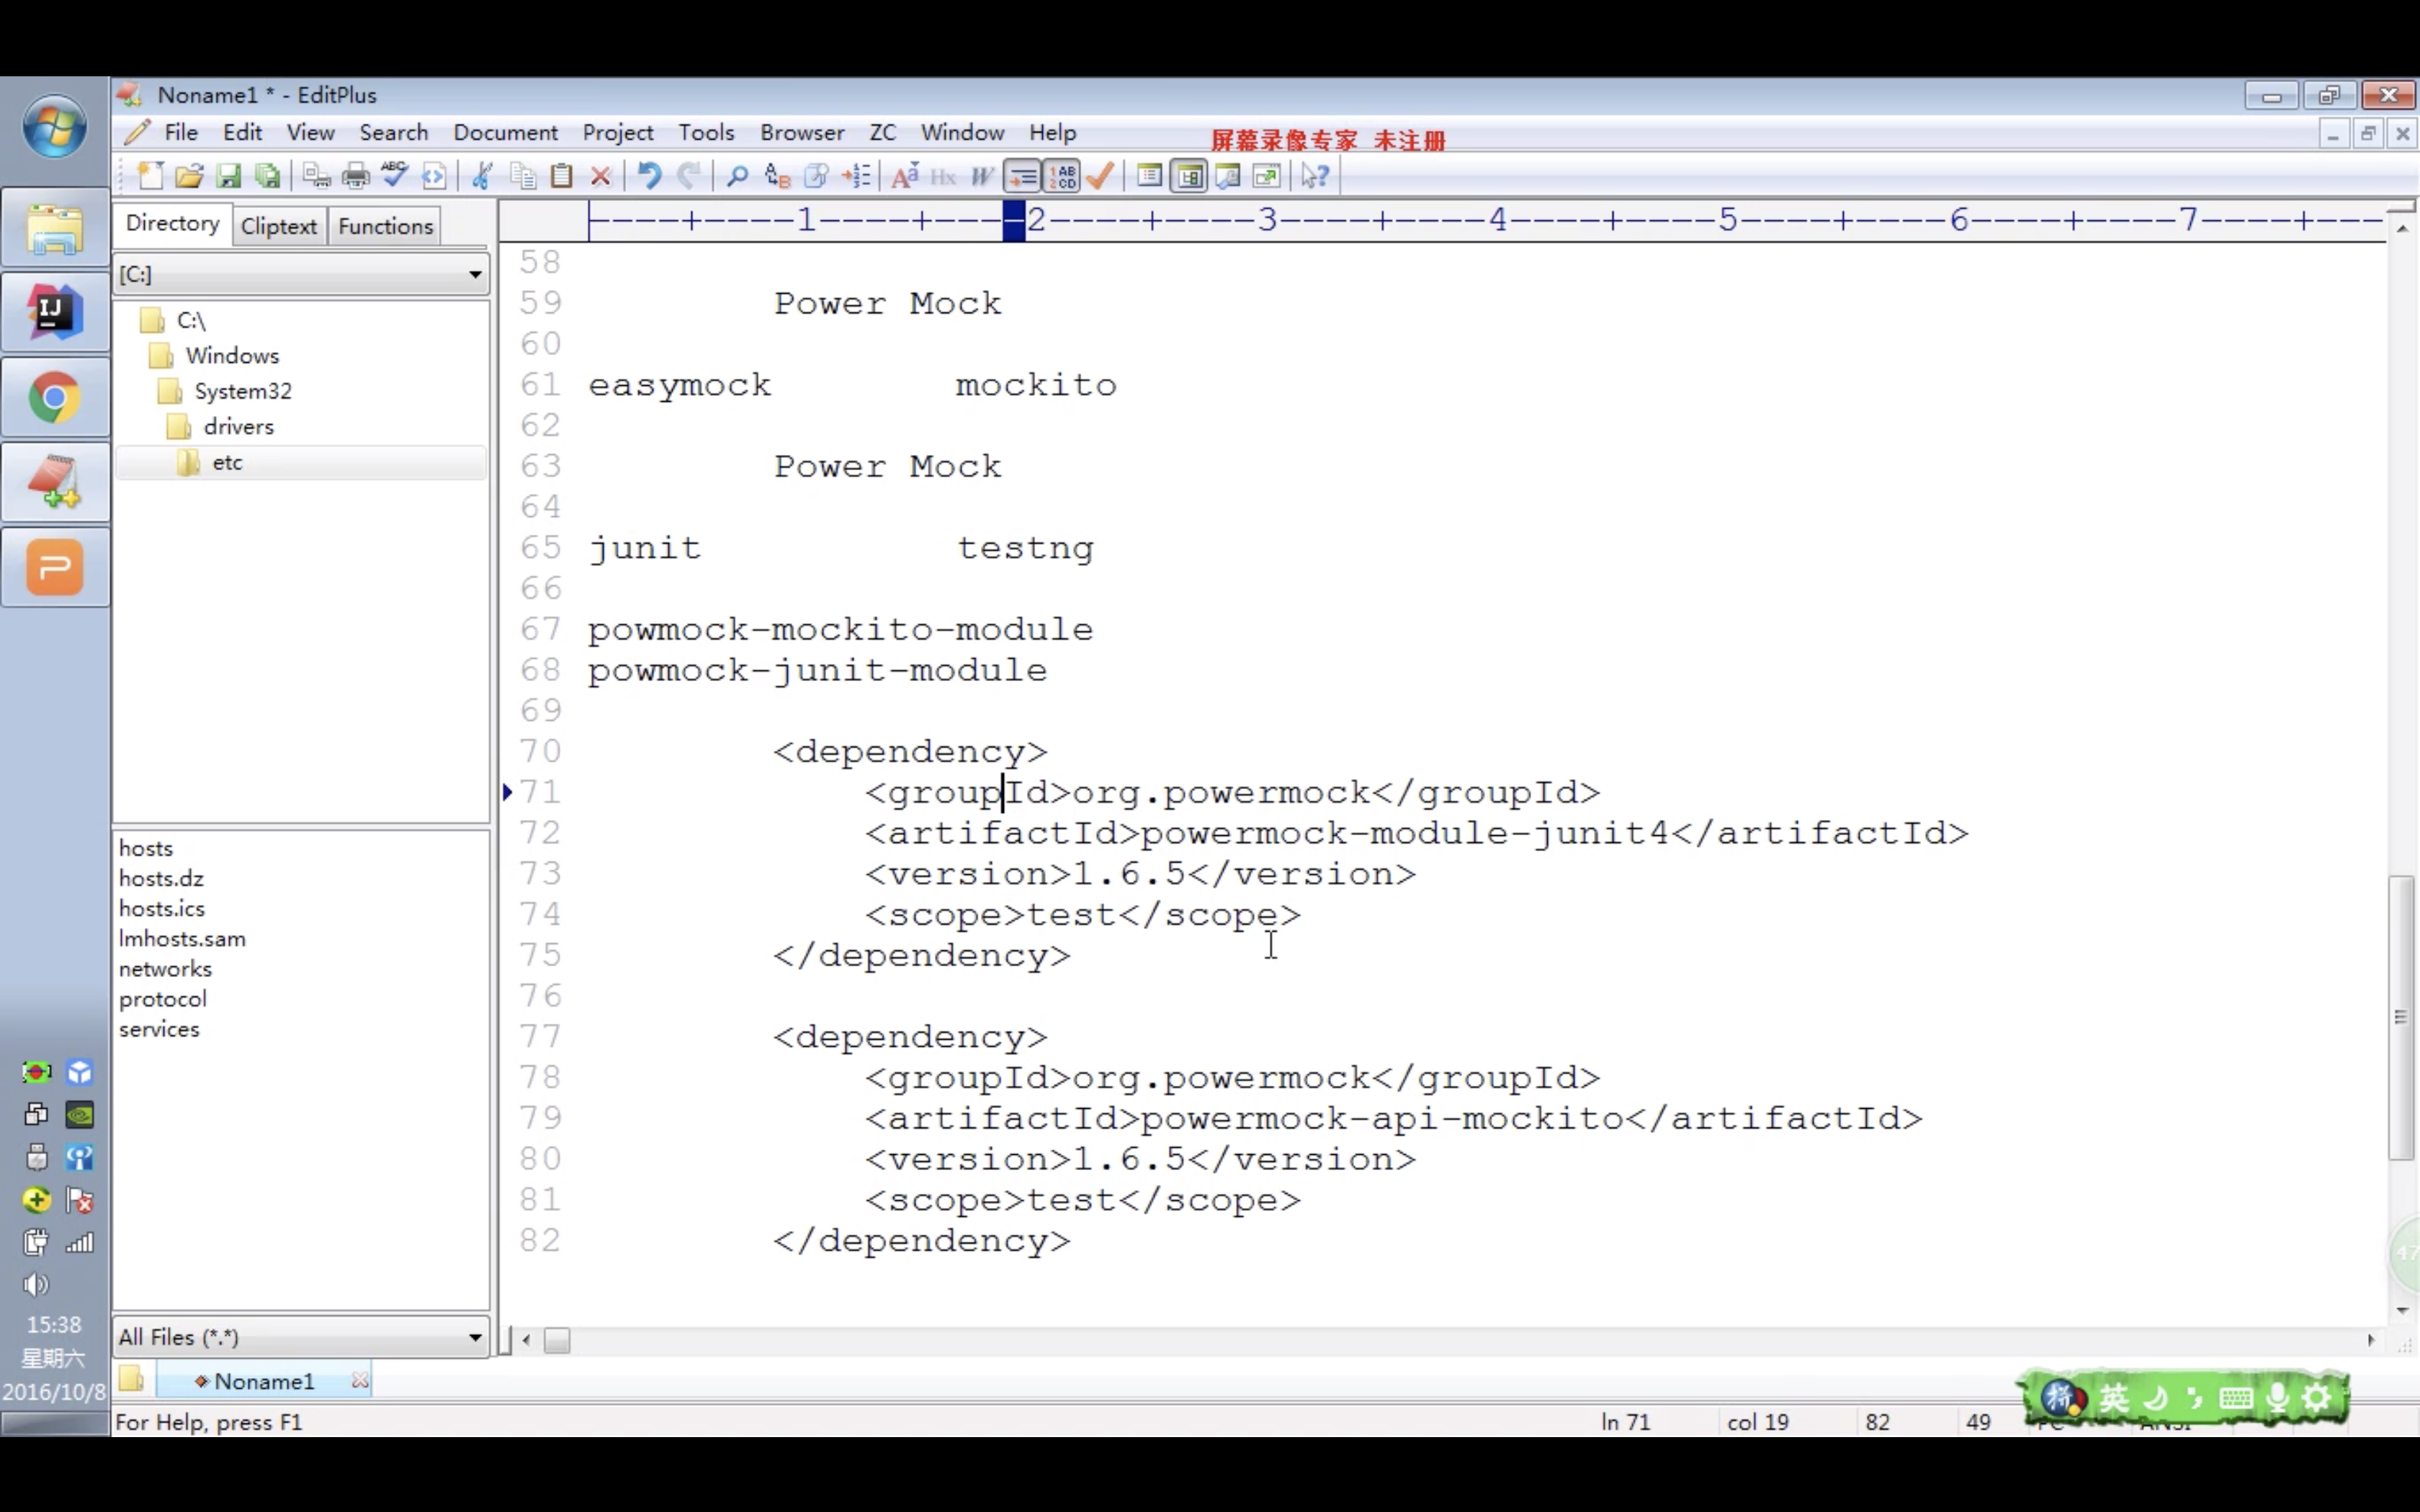 Noname1 * - EditPlus
File Edit View Search Document Project Tools Browser ZC Window Help
屏幕录像专家 未注册
Directory Cliptext Functions
----+----1----+----2----+----3----+----4----+----5----+----6----+----7----+---
[C:]
C:\
Windows
System32
drivers
etc
hosts
hosts.dz
hosts.ics
lmhosts.sam
networks
protocol
services
All Files (*.*)
58
59 Power Mock
60
61 easymock mockito
62
63 Power Mock
64
65 junit testng
66
67 powmock-mockito-module
68 powmock-junit-module
69
70 <dependency>
71 <groupId>org.powermock</groupId>
72 <artifactId>powermock-module-junit4</artifactId>
73 <version>1.6.5</version>
74 <scope>test</scope>
75 </dependency>
76
77 <dependency>
78 <groupId>org.powermock</groupId>
79 <artifactId>powermock-api-mockito</artifactId>
80 <version>1.6.5</version>
81 <scope>test</scope>
82 </dependency>
47
15:38
星期六
2016/10/8
Noname1
拼 英
For Help, press F1
ln 71 col 19 82 49